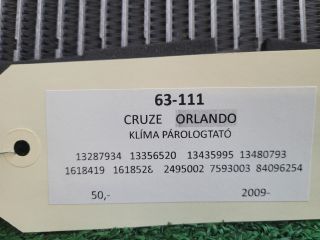 63-111
CRUZE ORLANDO
KLÍMA PÁROLOGTATÓ
13287934 13356520 13435995 13480793
1618419 1618528 2495002 7593003 84096254
50,- 2009-